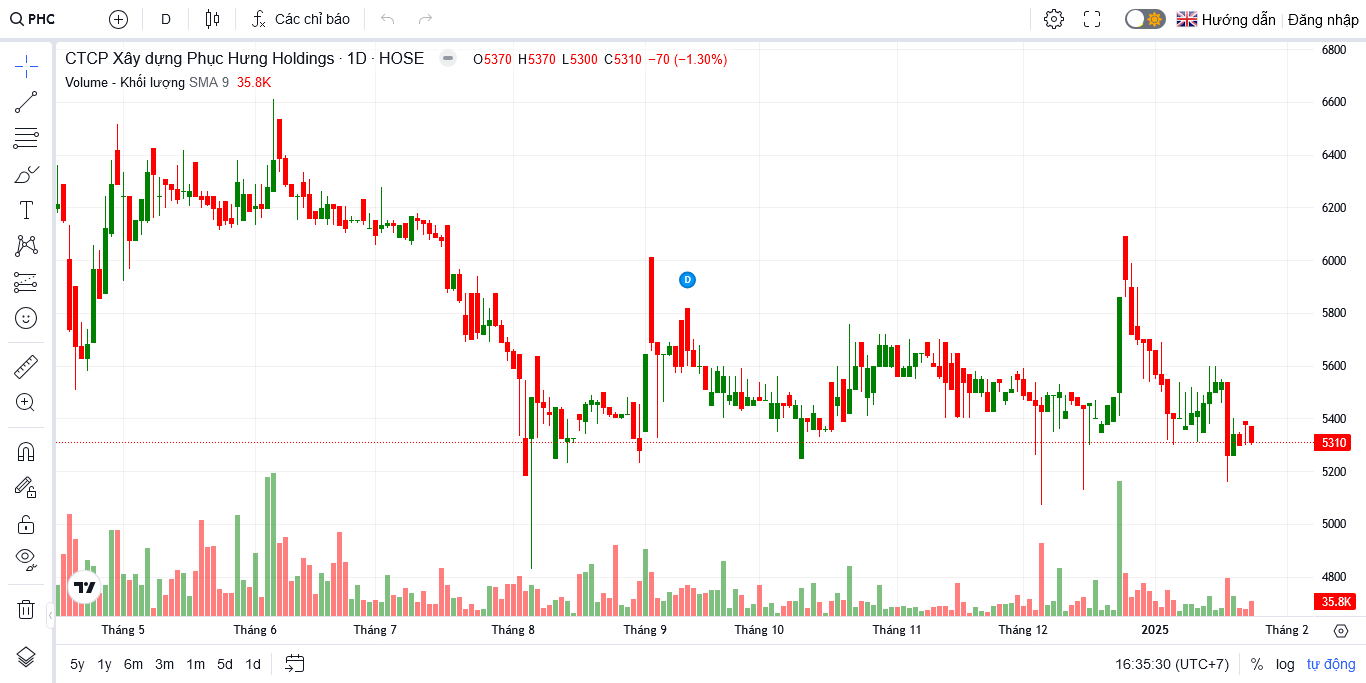 PHC D Các chỉ báo Hướng dẫn Đăng nhập
CTCP Xây dựng Phục Hưng Holdings · 1D · HOSE O5370 H5370 L5300 C5310 −70 (−1.30%)
Volume - Khối lượng SMA 9 35.8K
6800
6600
6400
6200
6000
5800
5600
5400
5310
5200
5000
4800
35.8K
D
Tháng 5 Tháng 6 Tháng 7 Tháng 8 Tháng 9 Tháng 10 Tháng 11 Tháng 12 2025 Tháng 2
5y 1y 6m 3m 1m 5d 1d 16:35:30 (UTC+7) % log tự động